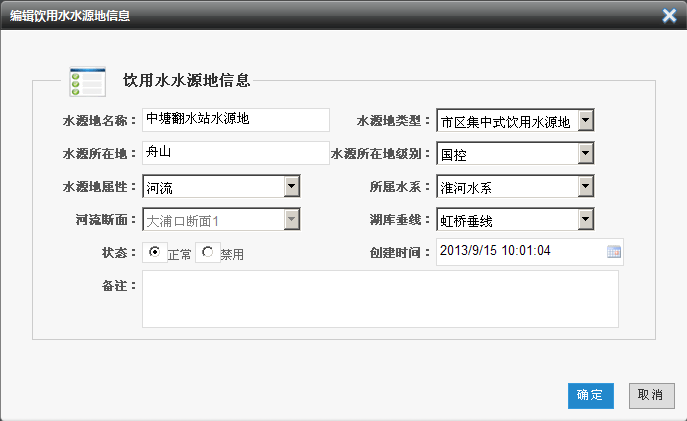 编辑饮用水水源地信息
饮用水水源地信息
水源地名称： 中塘翻水站水源地 水源地类型： 市区集中式饮用水源地
水源所在地： 舟山 水源所在地级别： 国控
水源地属性： 河流 所属水系： 淮河水系
河流断面： 大浦口断面1 湖库垂线： 虹桥垂线
状态： 正常 禁用 创建时间： 2013/9/15 10:01:04
备注：
确定 取消